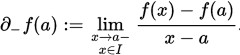 ∂₋f(a) := lim_{x→a−, x∈I} (f(x) − f(a)) / (x − a).